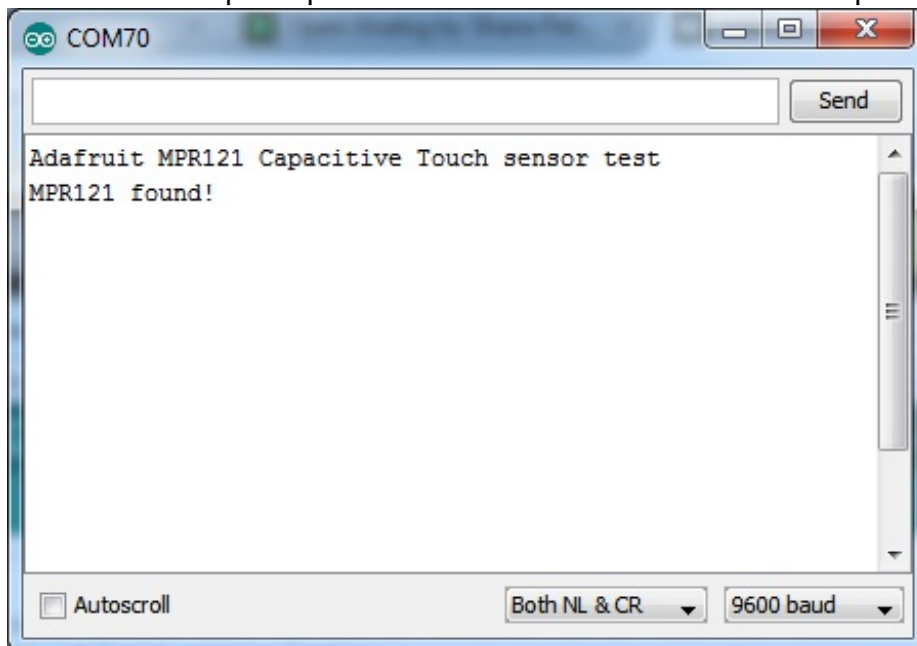 COM70
Send
Adafruit MPR121 Capacitive Touch sensor test
MPR121 found!
Autoscroll
Both NL & CR
9600 baud